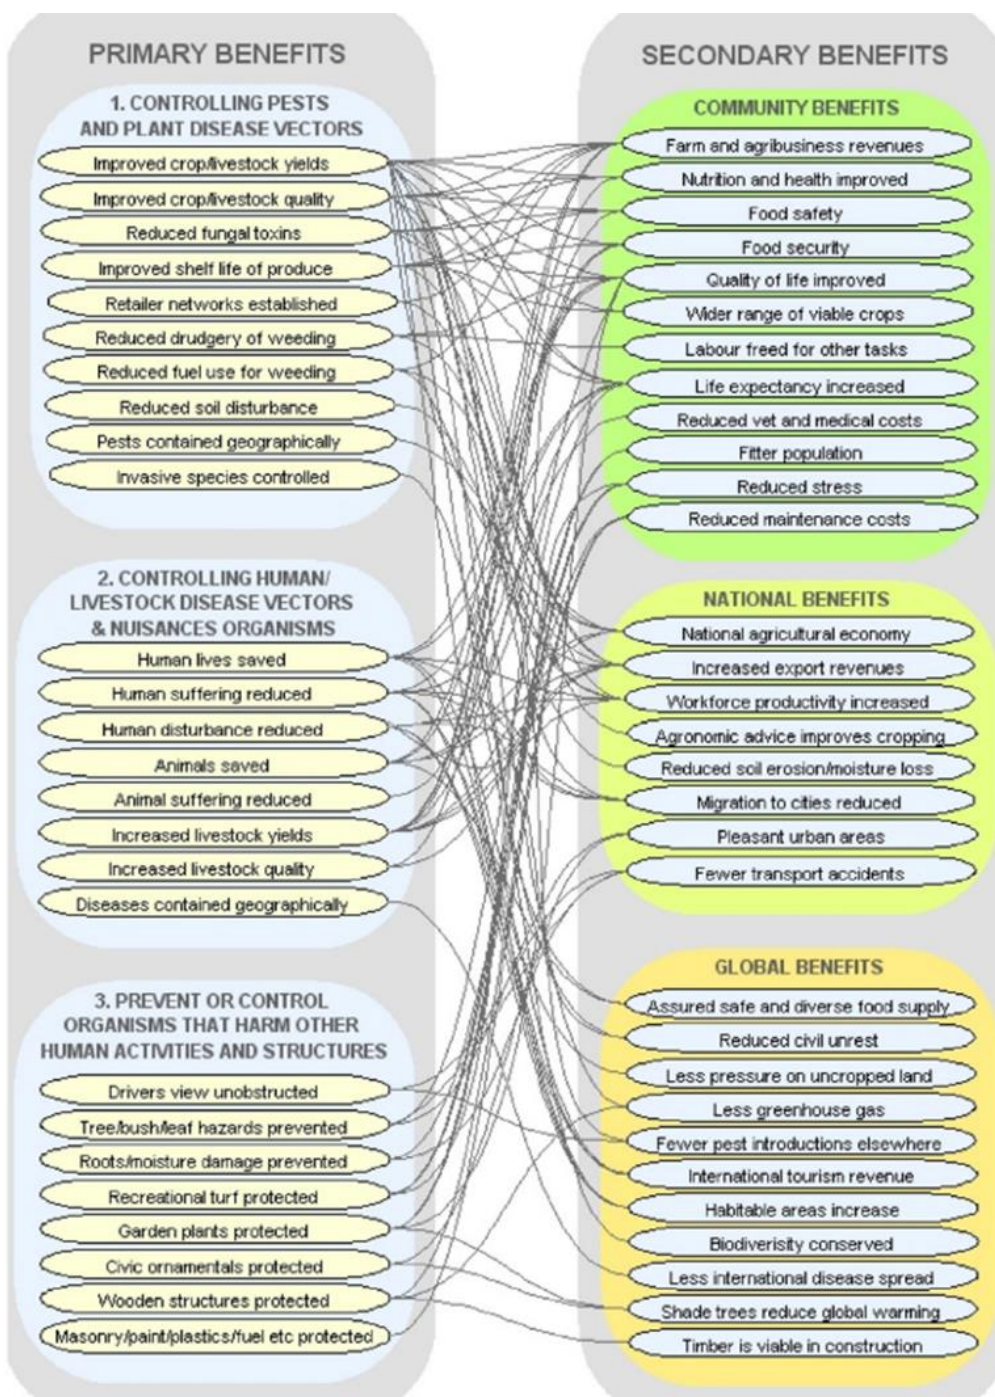 PRIMARY BENEFITS
1. CONTROLLING PESTS
AND PLANT DISEASE VECTORS
Improved crop/livestock yields
Improved crop/livestock quality
Reduced fungal toxins
Improved shelf life of produce
Retailer networks established
Reduced drudgery of weeding
Reduced fuel use for weeding
Reduced soil disturbance
Pests contained geographically
Invasive species controlled
2. CONTROLLING HUMAN/
LIVESTOCK DISEASE VECTORS
& NUISANCES ORGANISMS
Human lives saved
Human suffering reduced
Human disturbance reduced
Animals saved
Animal suffering reduced
Increased livestock yields
Increased livestock quality
Diseases contained geographically
3. PREVENT OR CONTROL
ORGANISMS THAT HARM OTHER
HUMAN ACTIVITIES AND STRUCTURES
Drivers view unobstructed
Tree/bush/leaf hazards prevented
Roots/moisture damage prevented
Recreational turf protected
Garden plants protected
Civic ornamentals protected
Wooden structures protected
Masonry/paint/plastics/fuel etc protected
SECONDARY BENEFITS
COMMUNITY BENEFITS
Farm and agribusiness revenues
Nutrition and health improved
Food safety
Food security
Quality of life improved
Wider range of viable crops
Labour freed for other tasks
Life expectancy increased
Reduced vet and medical costs
Fitter population
Reduced stress
Reduced maintenance costs
NATIONAL BENEFITS
National agricultural economy
Increased export revenues
Workforce productivity increased
Agronomic advice improves cropping
Reduced soil erosion/moisture loss
Migration to cities reduced
Pleasant urban areas
Fewer transport accidents
GLOBAL BENEFITS
Assured safe and diverse food supply
Reduced civil unrest
Less pressure on uncropped land
Less greenhouse gas
Fewer pest introductions elsewhere
International tourism revenue
Habitable areas increase
Biodiverisity conserved
Less international disease spread
Shade trees reduce global warming
Timber is viable in construction